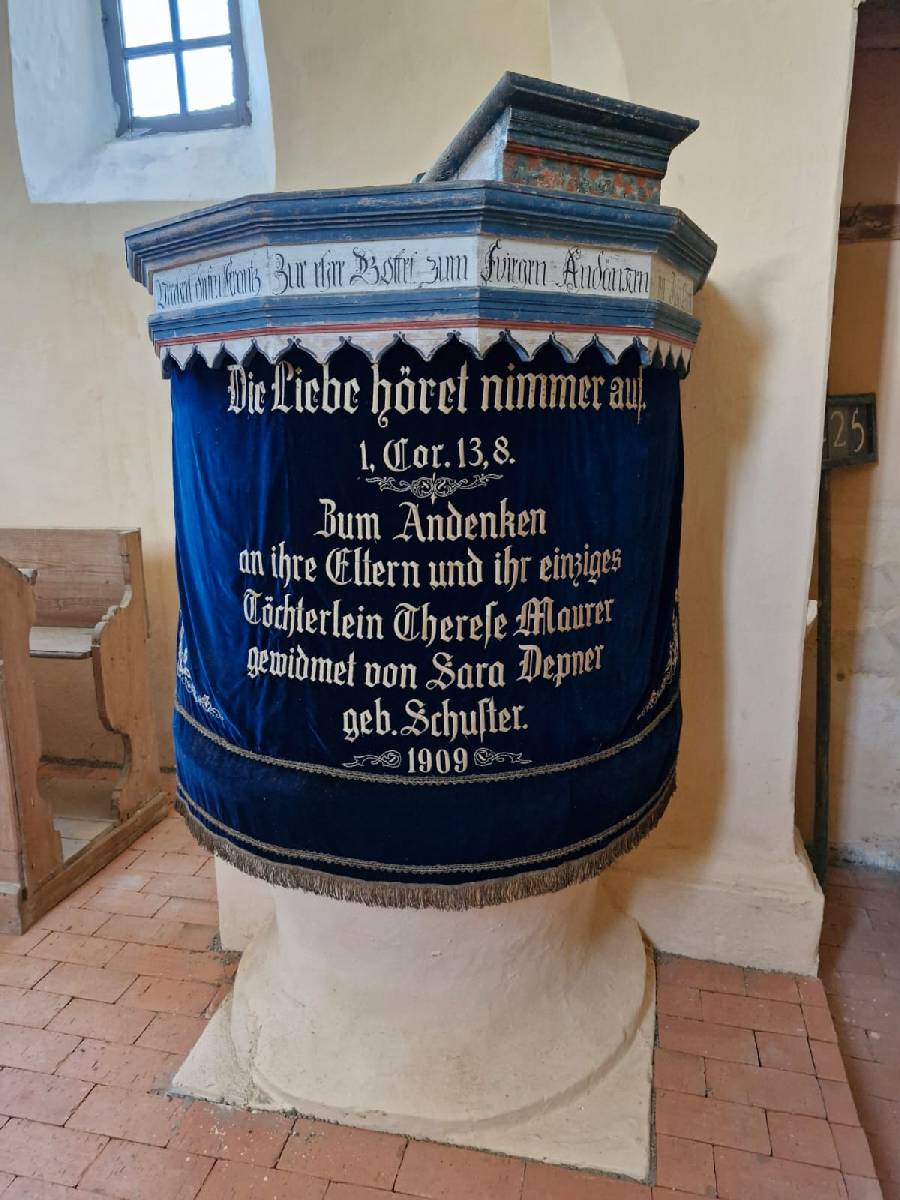 Zur ehr Gottes zum Ewigen Andänken
Die Liebe höret nimmer auf.
1, Cor. 13, 8.
Zum Andenken
an ihre Eltern und ihr einziges
Töchterlein Therese Maurer
gewidmet von Sara Depner
geb. Schuster.
1909
25